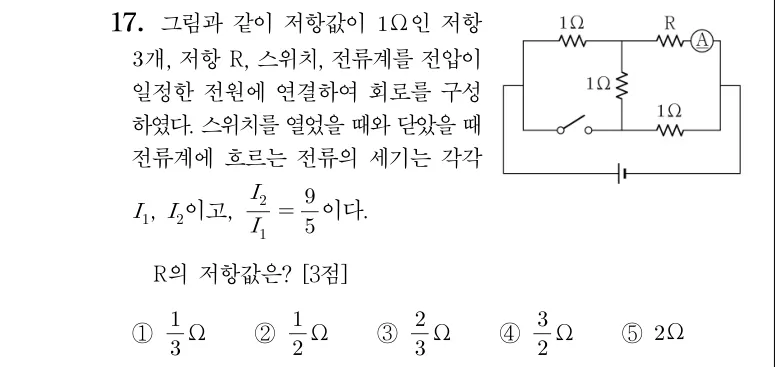 17. 그림과 같이 저항값이 1Ω인 저항
3개, 저항 R, 스위치, 전류계를 전압이
일정한 전원에 연결하여 회로를 구성
하였다. 스위치를 열었을 때와 닫았을 때
전류계에 흐르는 전류의 세기는 각각
I₁, I₂이고, I₂/I₁ = 9/5이다.
R의 저항값은? [3점]
① 1/3 Ω ② 1/2 Ω ③ 2/3 Ω ④ 3/2 Ω ⑤ 2Ω
1Ω R
A
1Ω
1Ω